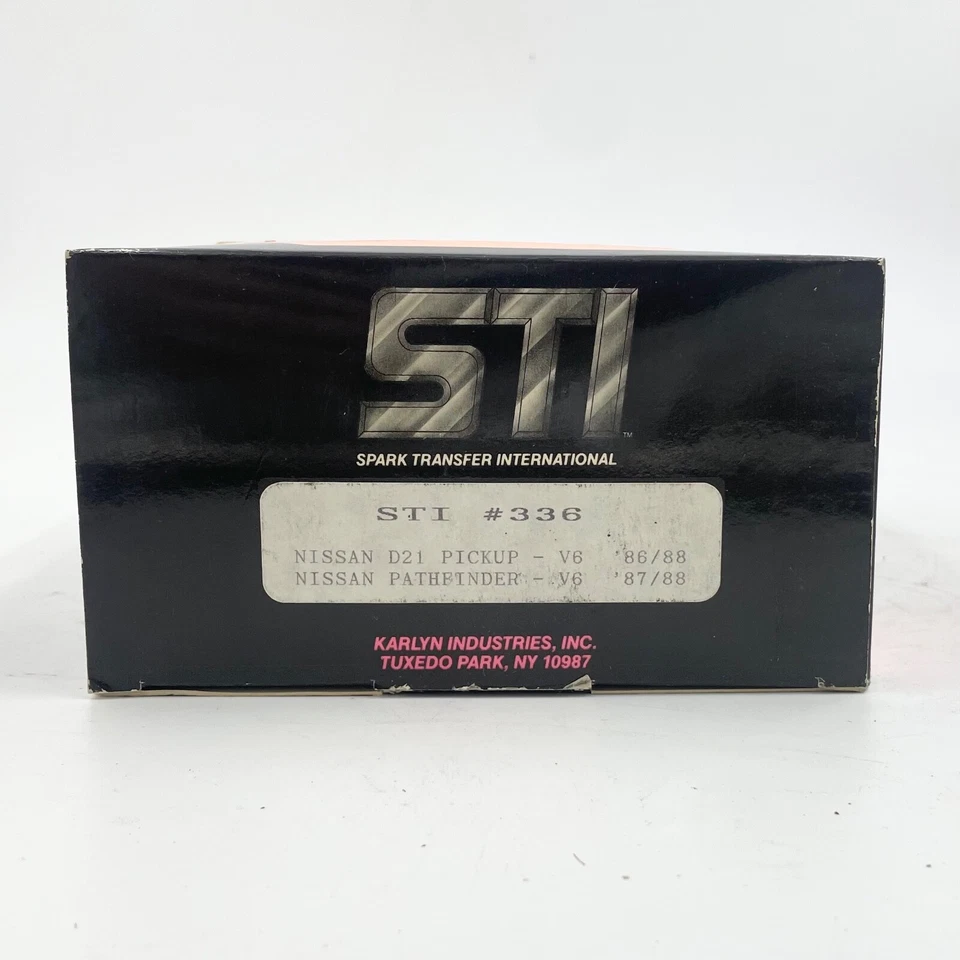 STI
TM
SPARK TRANSFER INTERNATIONAL
STI #336
NISSAN D21 PICKUP - V6 '86/88
NISSAN PATHFINDER - V6 '87/88
KARLYN INDUSTRIES, INC.
TUXEDO PARK, NY 10987